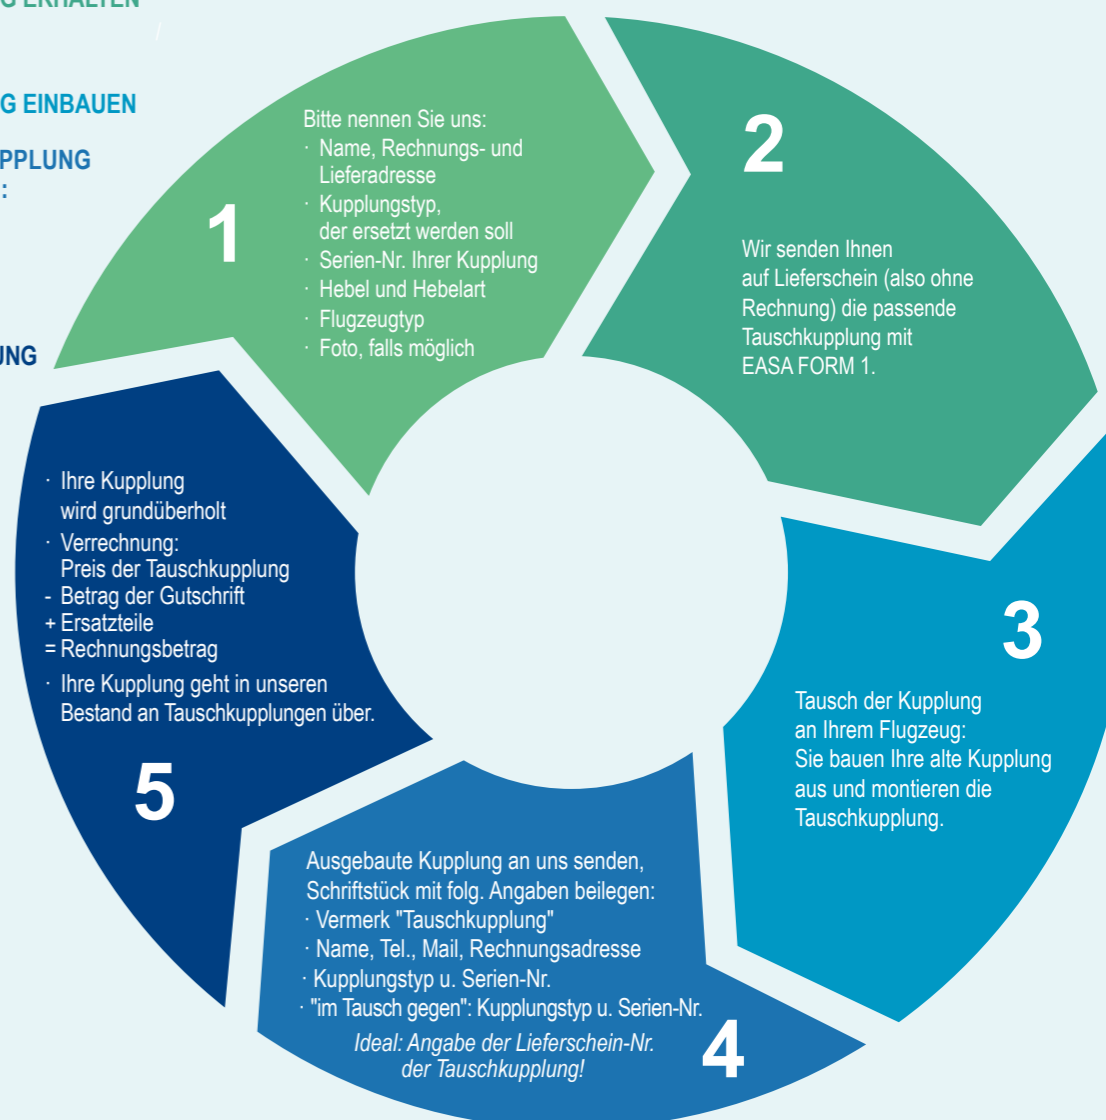 G ERHALTEN
/
G EINBAUEN
PPLUNG
:
UNG
1
Bitte nennen Sie uns:
· Name, Rechnungs- und
Lieferadresse
· Kupplungstyp,
der ersetzt werden soll
· Serien-Nr. Ihrer Kupplung
· Hebel und Hebelart
· Flugzeugtyp
· Foto, falls möglich
2
Wir senden Ihnen
auf Lieferschein (also ohne
Rechnung) die passende
Tauschkupplung mit
EASA FORM 1.
3
Tausch der Kupplung
an Ihrem Flugzeug:
Sie bauen Ihre alte Kupplung
aus und montieren die
Tauschkupplung.
Ausgebaute Kupplung an uns senden,
Schriftstück mit folg. Angaben beilegen:
· Vermerk "Tauschkupplung"
· Name, Tel., Mail, Rechnungsadresse
· Kupplungstyp u. Serien-Nr.
· "im Tausch gegen": Kupplungstyp u. Serien-Nr.
Ideal: Angabe der Lieferschein-Nr.
der Tauschkupplung!
4
· Ihre Kupplung
wird grundüberholt
· Verrechnung:
Preis der Tauschkupplung
- Betrag der Gutschrift
+ Ersatzteile
= Rechnungsbetrag
· Ihre Kupplung geht in unseren
Bestand an Tauschkupplungen über.
5